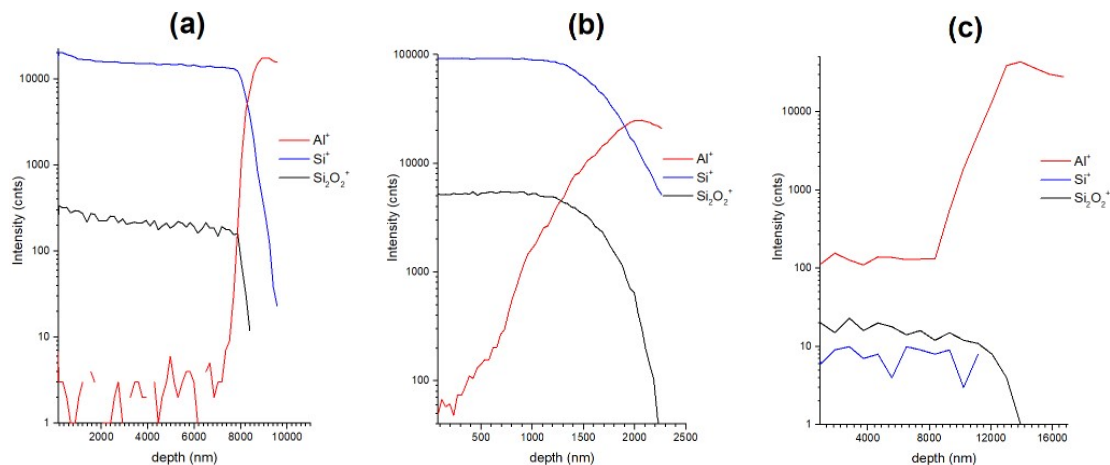 (a)
Intensity (cnts)
10000
1000
100
10
1
Al⁺
Si⁺
Si₂O₂⁺
2000 4000 6000 8000 10000
depth (nm)
(b)
Intensity (cnts)
100000
100000
1000
100
Al⁺
Si⁺
Si₂O₂⁺
500 1000 1500 2000 2500
depth (nm)
(c)
Intensity (cnts)
10000
1000
100
10
1
Al⁺
Si⁺
Si₂O₂⁺
4000 8000 12000 16000
depth (nm)